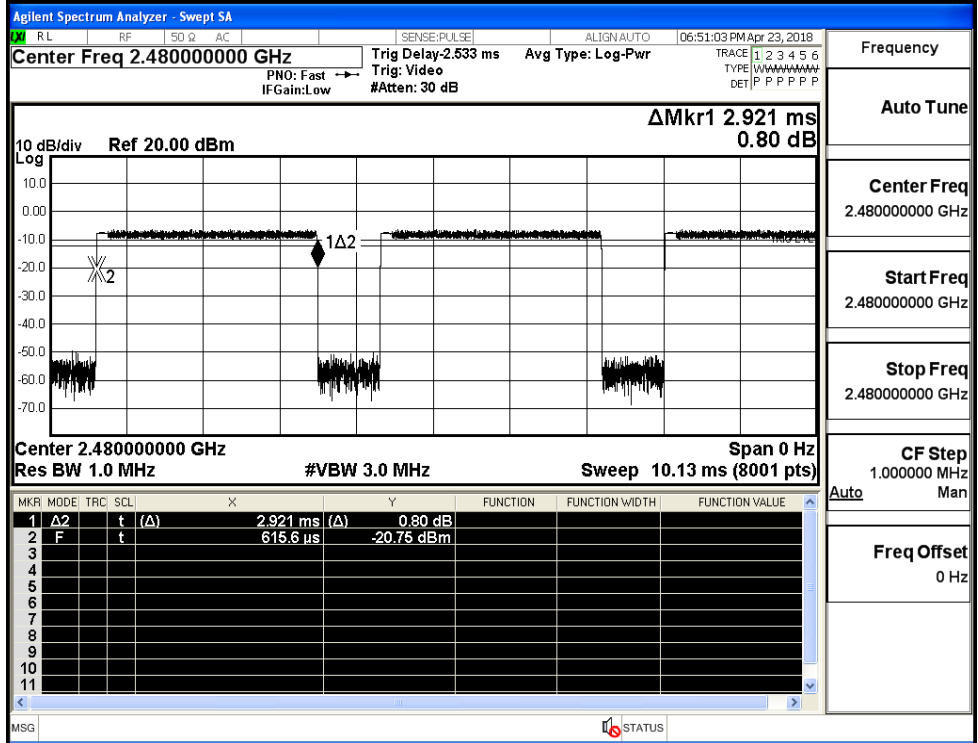 Agilent Spectrum Analyzer - Swept SA
LXI RL RF 50 Ω AC SENSE:PULSE ALIGNAUTO 06:51:03 PM Apr 23, 2018
Center Freq 2.480000000 GHz
PNO: Fast
IFGain:Low
Trig Delay-2.533 ms
Trig: Video
#Atten: 30 dB
Avg Type: Log-Pwr
TRACE 1 2 3 4 5 6
TYPE WWWWWW
DET P P P P P P
ΔMkr1 2.921 ms
0.80 dB
10 dB/div Ref 20.00 dBm
Log
10.0
0.00
-10.0
-20.0
-30.0
-40.0
-50.0
-60.0
-70.0
1Δ2
2
Center 2.480000000 GHz Span 0 Hz
Res BW 1.0 MHz #VBW 3.0 MHz Sweep 10.13 ms (8001 pts)
MKR MODE TRC SCL X Y FUNCTION FUNCTION WIDTH FUNCTION VALUE
1 Δ2 t (Δ) 2.921 ms (Δ) 0.80 dB
2 F t 615.6 µs -20.75 dBm
3
4
5
6
7
8
9
10
11
MSG STATUS
Frequency
Auto Tune
Center Freq
2.480000000 GHz
Start Freq
2.480000000 GHz
Stop Freq
2.480000000 GHz
CF Step
1.000000 MHz
Auto Man
Freq Offset
0 Hz